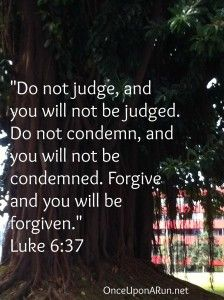 "Do not judge, and
you will not be judged.
Do not condemn, and
you will not be
condemned. Forgive
and you will be
forgiven."
Luke 6:37
OnceUponARun.net